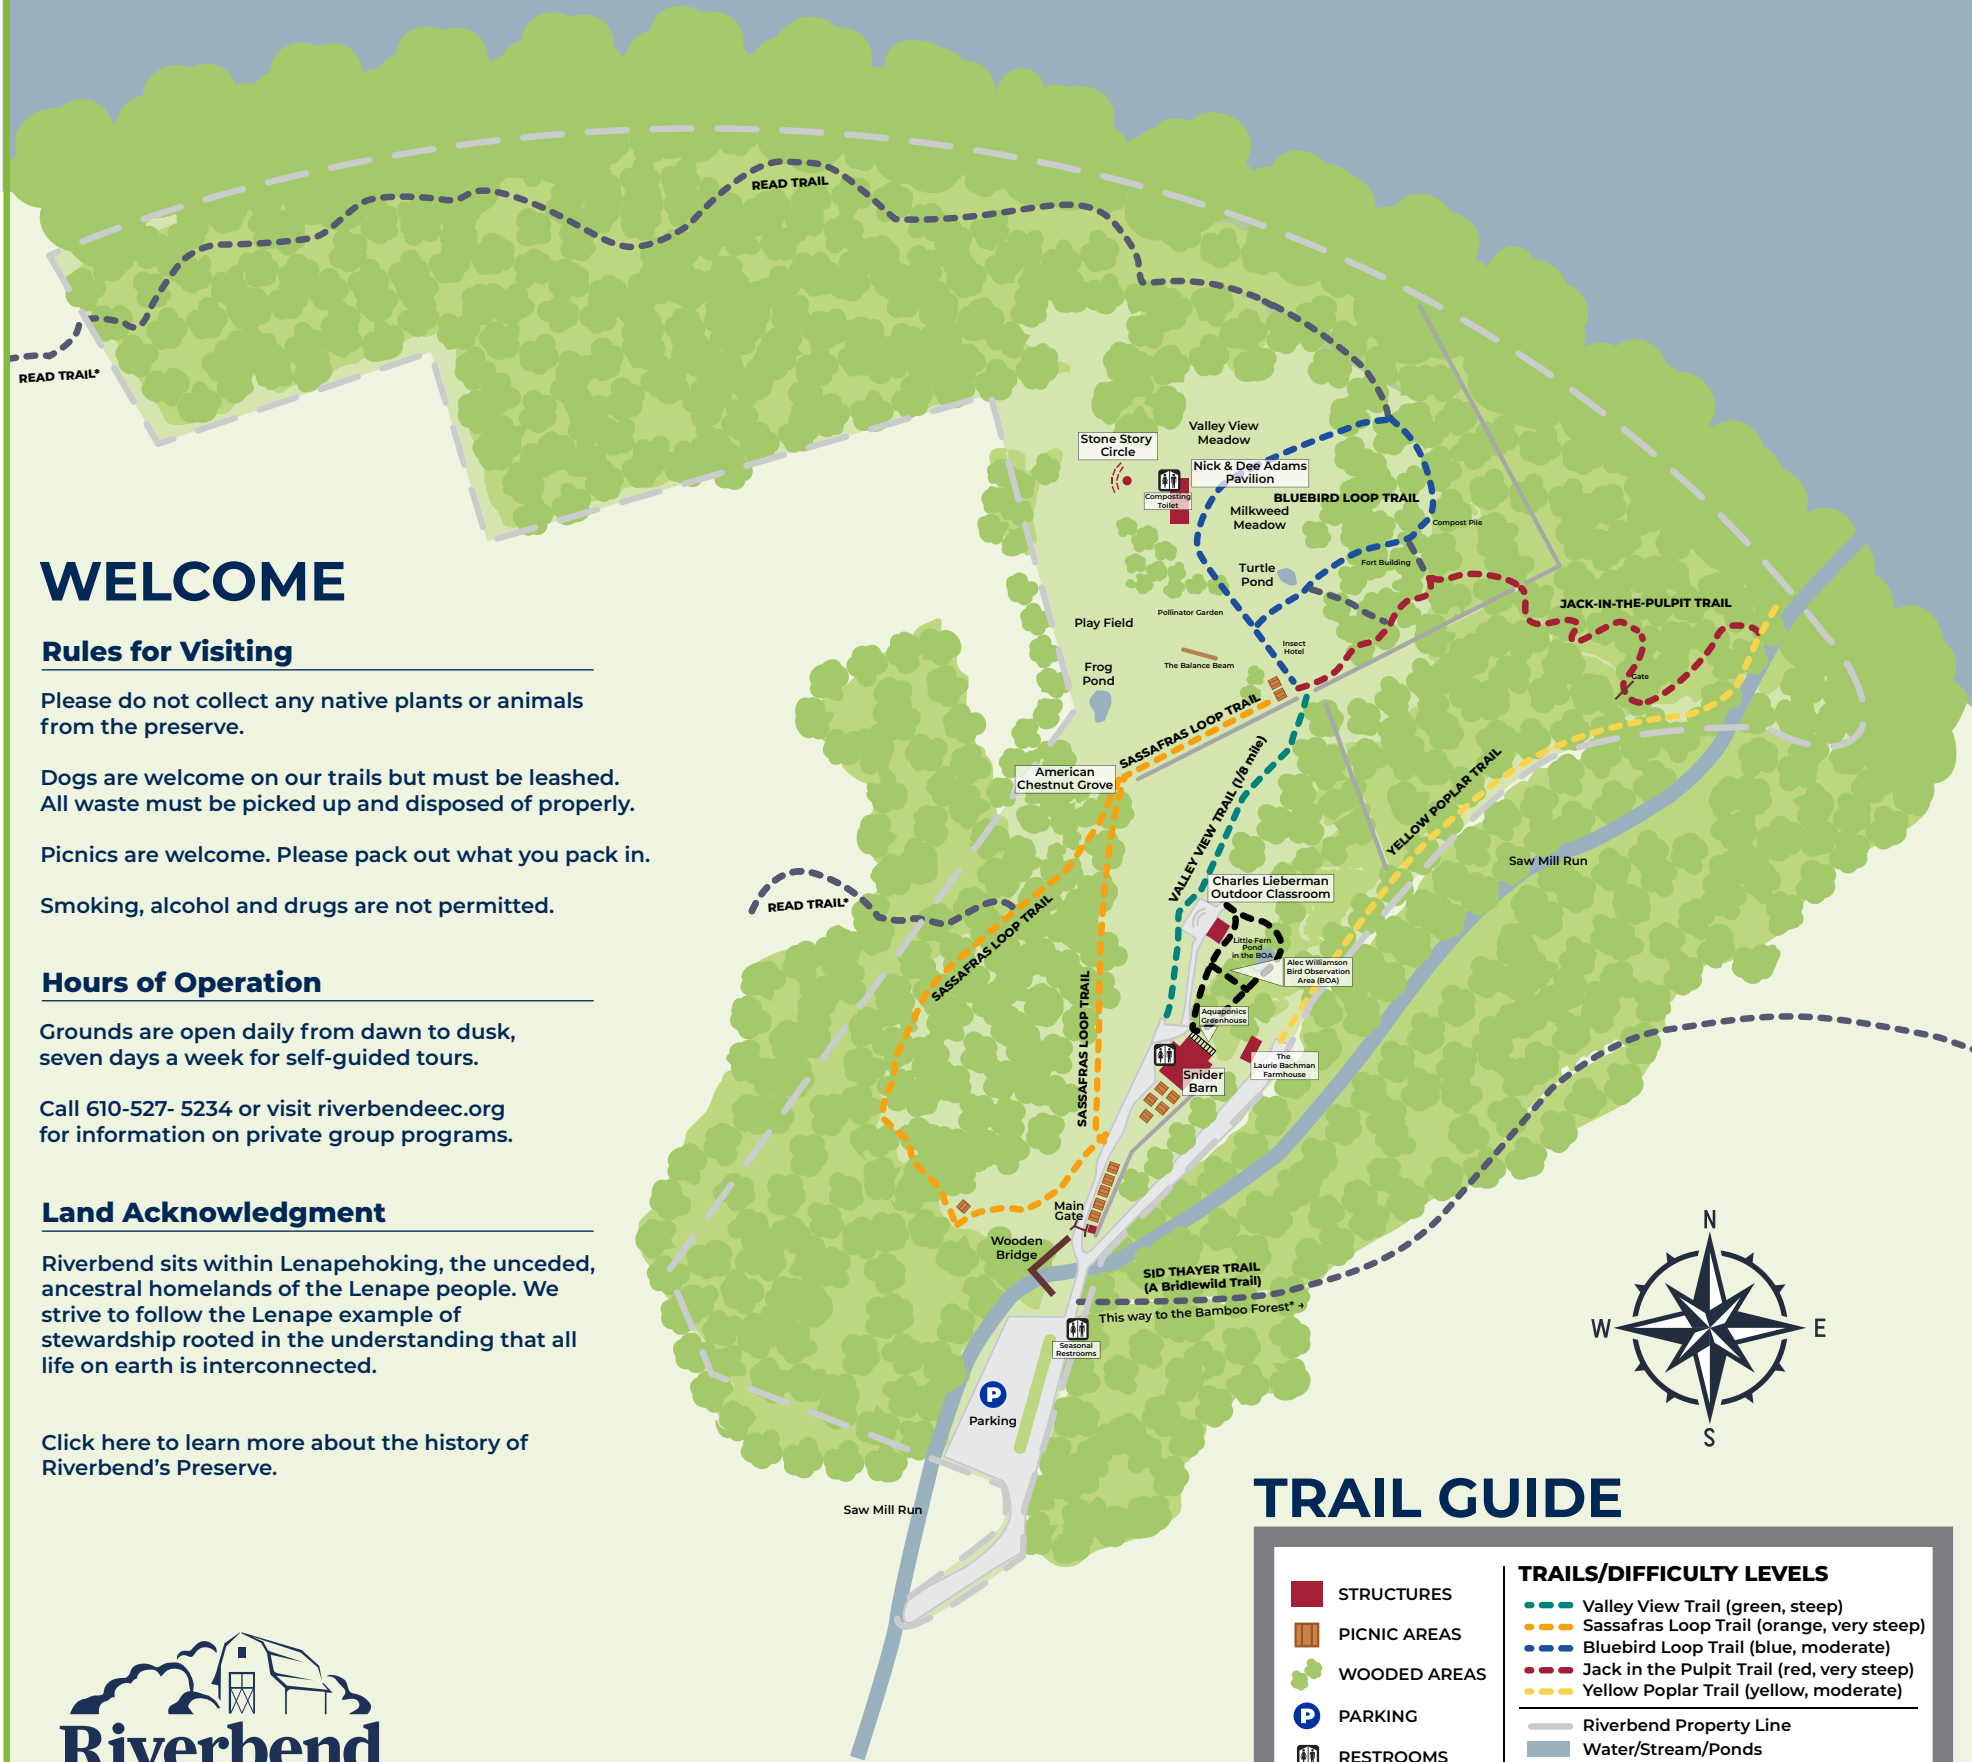 READ TRAIL
READ TRAIL*
Stone Story
Circle
Valley View
Meadow
Nick & Dee Adams
Pavilion
Composting
Toilet
BLUEBIRD LOOP TRAIL
Milkweed
Meadow
Compost Pile
Fort Building
Turtle
Pond
Pollinator Garden
Play Field
JACK-IN-THE-PULPIT TRAIL
Insect
Hotel
The Balance Beam
Frog
Pond
Gate
SASSAFRAS LOOP TRAIL
American
Chestnut Grove
VALLEY VIEW TRAIL (1/8 mile)
YELLOW POPLAR TRAIL
Saw Mill Run
Charles Lieberman
Outdoor Classroom
READ TRAIL*
SASSAFRAS LOOP TRAIL
Little Fern
Pond
in the BOA
Alec Williamson
Bird Observation
Area (BOA)
SASSAFRAS LOOP TRAIL
Aquaponics
Greenhouse
The
Laurie Bachman
Farmhouse
Snider
Barn
Main
Gate
Wooden
Bridge
SID THAYER TRAIL
(A Bridlewild Trail)
This way to the Bamboo Forest* →
Seasonal
Restrooms
P
Parking
Saw Mill Run
N
W
E
S
WELCOME
Rules for Visiting
Please do not collect any native plants or animals
from the preserve.
Dogs are welcome on our trails but must be leashed.
All waste must be picked up and disposed of properly.
Picnics are welcome. Please pack out what you pack in.
Smoking, alcohol and drugs are not permitted.
Hours of Operation
Grounds are open daily from dawn to dusk,
seven days a week for self-guided tours.
Call 610-527- 5234 or visit riverbendeec.org
for information on private group programs.
Land Acknowledgment
Riverbend sits within Lenapehoking, the unceded,
ancestral homelands of the Lenape people. We
strive to follow the Lenape example of
stewardship rooted in the understanding that all
life on earth is interconnected.
Click here to learn more about the history of
Riverbend's Preserve.
Riverbend
TRAIL GUIDE
STRUCTURES
PICNIC AREAS
WOODED AREAS
P PARKING
RESTROOMS
TRAILS/DIFFICULTY LEVELS
Valley View Trail (green, steep)
Sassafras Loop Trail (orange, very steep)
Bluebird Loop Trail (blue, moderate)
Jack in the Pulpit Trail (red, very steep)
Yellow Poplar Trail (yellow, moderate)
Riverbend Property Line
Water/Stream/Ponds